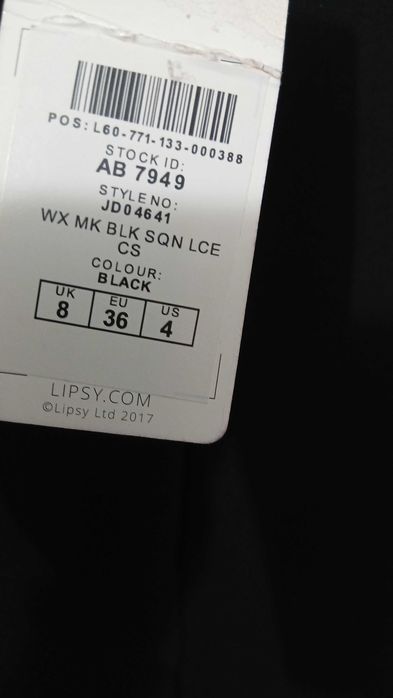 POS: L60-771-133-000388
STOCK ID:
AB 7949
STYLE NO:
JD04641
WX MK BLK SQN LCE
CS
COLOUR:
BLACK
UK EU US
8 36 4
LIPSY.COM
©Lipsy Ltd 2017